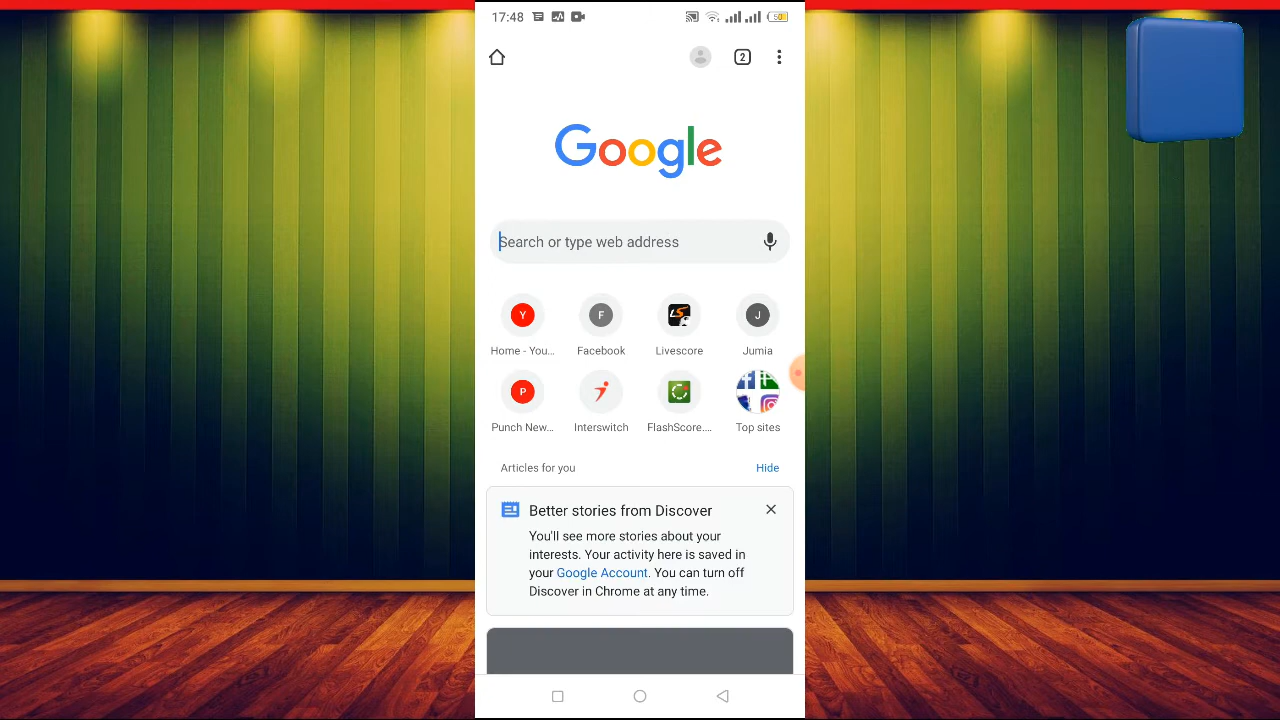 17:48
50
2
Google
Search or type web address
Y
F
LS
J
Home - You...
Facebook
Livescore
Jumia
P
Punch New...
Interswitch
FlashScore....
Top sites
Articles for you
Hide
Better stories from Discover
You'll see more stories about your
interests. Your activity here is saved in
your Google Account. You can turn off
Discover in Chrome at any time.